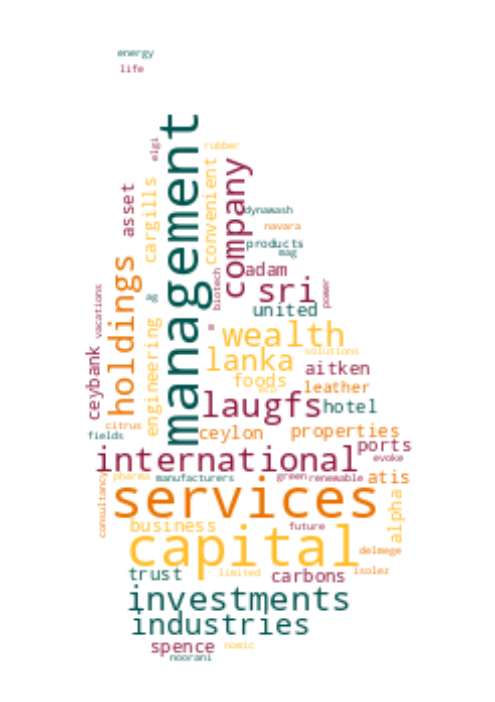 energy
life
management
elgi
rubber
convenient
company
asset
cargills
dynawash
navara
products
mag
adam
holdings
biotech
sri
power
vacations
ag
united
engineering
wealth
lanka
solutions
ceybank
aitken
foods
leather
laugfs
hotel
citrus
fields
ceylon
properties
international
ports
evoke
pharma
manufacturers
green
renewable
atis
consultancy
services
alpha
business
future
capital
delmege
trust
limited
carbons
isolez
investments
industries
spence
nomic
noorani